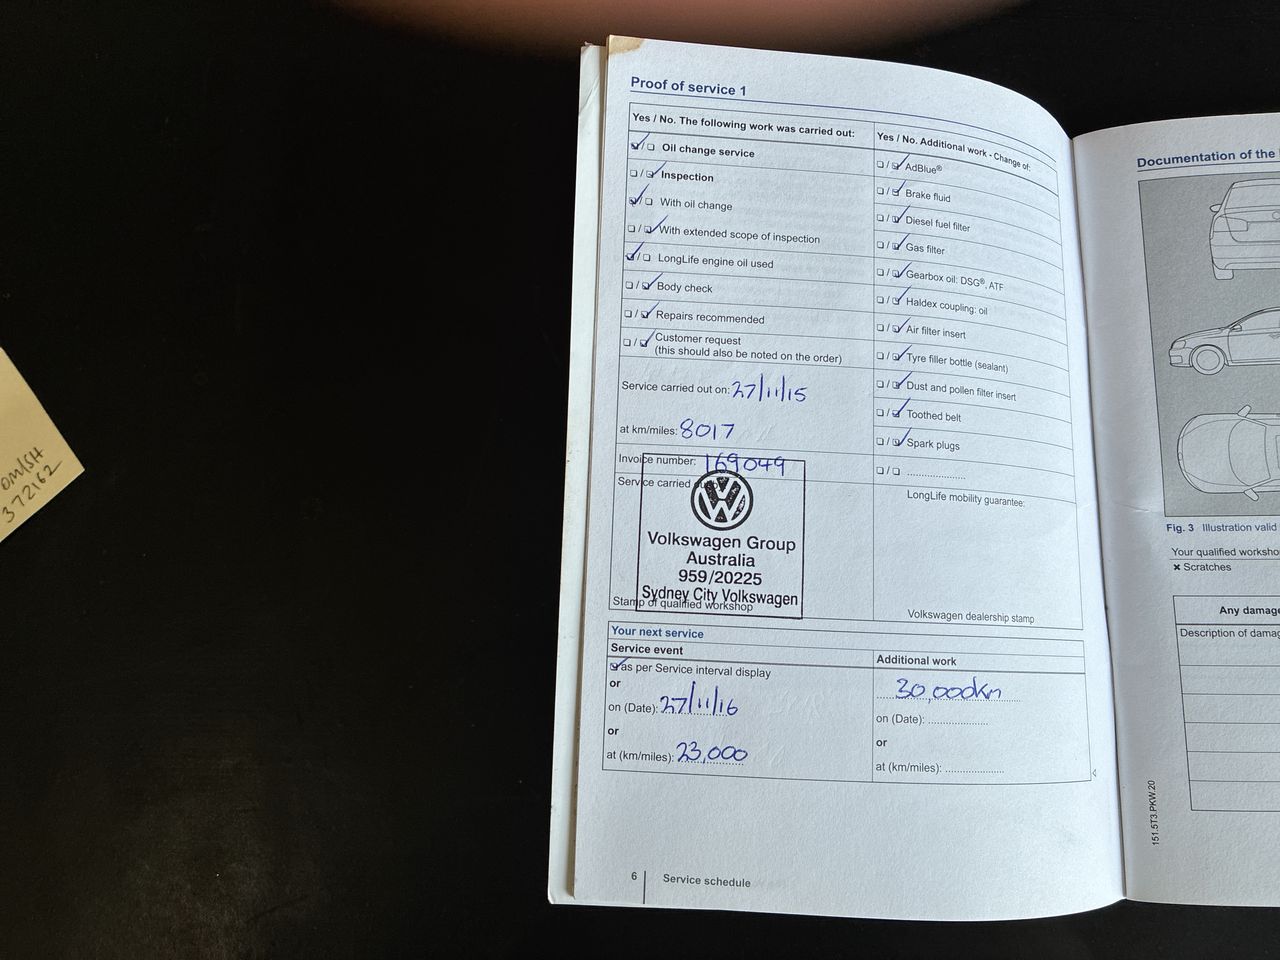 Proof of service 1
Yes / No. The following work was carried out:
Oil change service
Inspection
With oil change
With extended scope of inspection
LongLife engine oil used
Body check
Repairs recommended
Customer request
(this should also be noted on the order)
Service carried out on: 27/11/15
at km/miles: 8017
Invoice number: 169049
Service carried out
Volkswagen Group
Australia
959/20225
Sydney City Volkswagen
Stamp of qualified workshop
Yes / No. Additional work - Change of:
AdBlue®
Brake fluid
Diesel fuel filter
Gas filter
Gearbox oil: DSG®, ATF
Haldex coupling: oil
Air filter insert
Tyre filler bottle (sealant)
Dust and pollen filter insert
Toothed belt
Spark plugs
LongLife mobility guarantee:
Volkswagen dealership stamp
Your next service
Service event
as per Service interval display
or
on (Date): 27/11/16
or
at (km/miles): 23,000
Additional work
30,000km
on (Date):
or
at (km/miles):
6 Service schedule
Documentation of the
Fig. 3 Illustration valid
Your qualified worksho
× Scratches
Any damage
Description of damag
151.5T3.PKW.20
372162